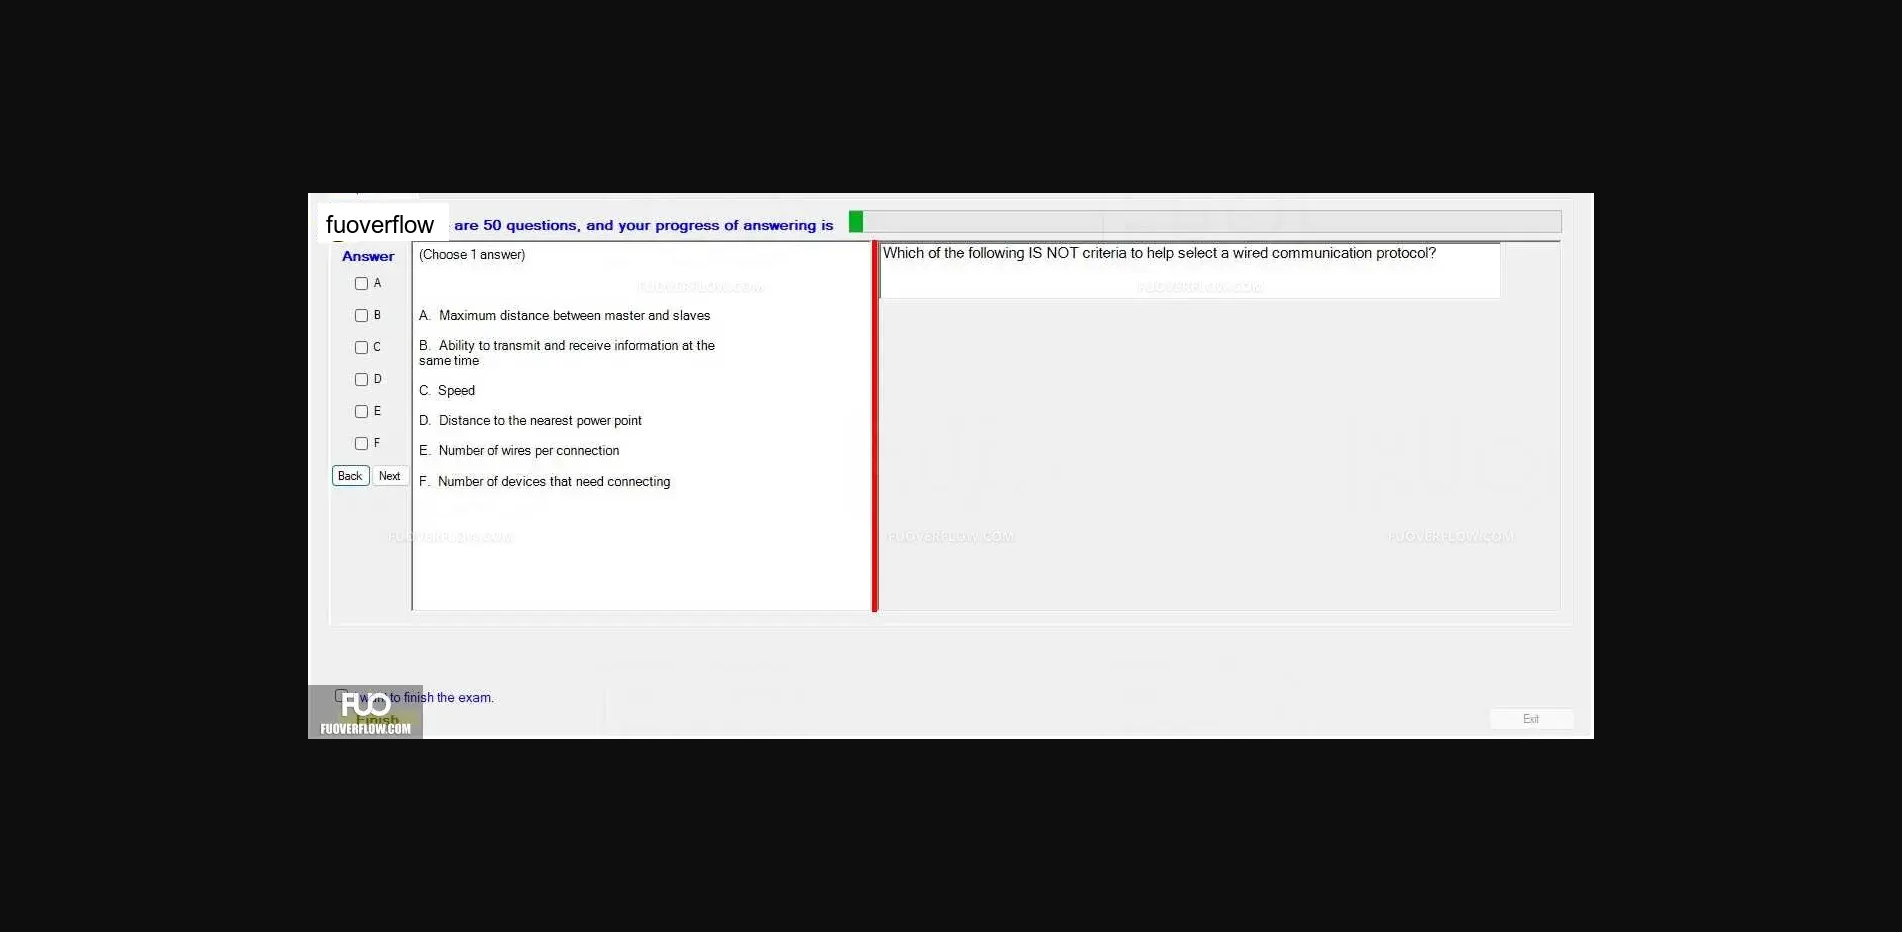 fuoverflow are 50 questions, and your progress of answering is
Answer
(Choose 1 answer)
Which of the following IS NOT criteria to help select a wired communication protocol?
A
B
C
D
E
F
Back Next
FUOVERFLOW.COM
FUOVERFLOW.COM
A. Maximum distance between master and slaves
B. Ability to transmit and receive information at the
same time
C. Speed
D. Distance to the nearest power point
E. Number of wires per connection
F. Number of devices that need connecting
FUOVERFLOW.COM
FUOVERFLOW.COM
FUOVERFLOW.COM
I want to finish the exam.
Finish
FUO
FUOVERFLOW.COM
Exit